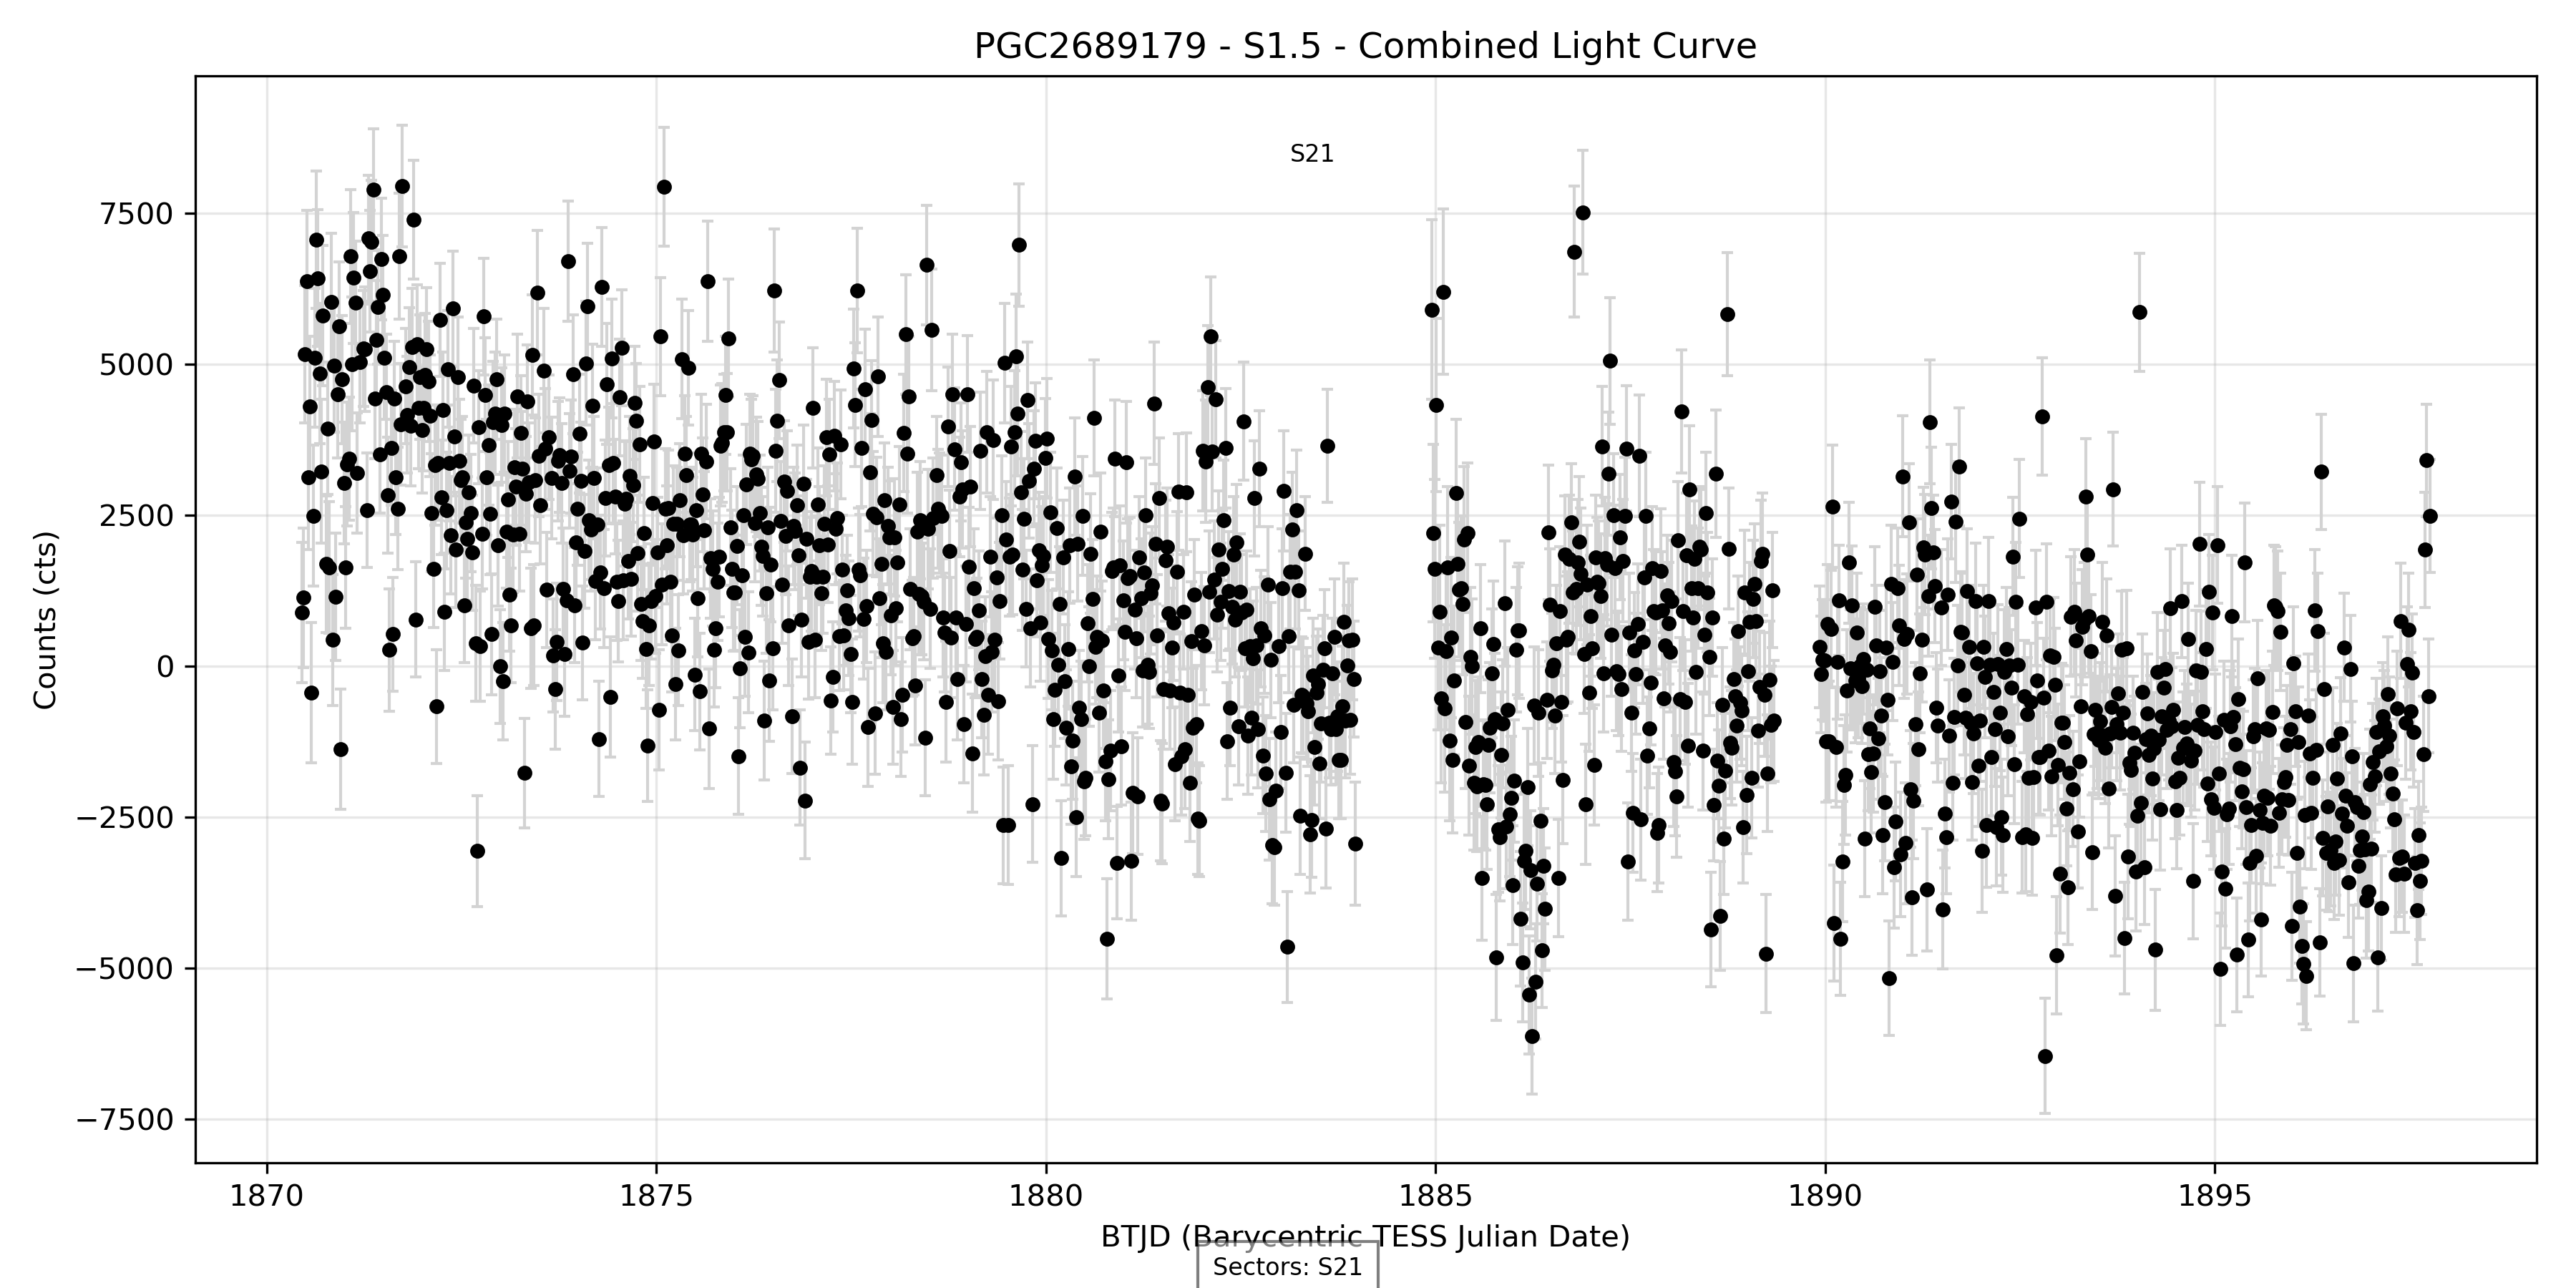 PGC2689179 - S1.5 - Combined Light Curve
S21
7500
5000
2500
0
−2500
−5000
−7500
Counts (cts)
1870 1875 1880 1885 1890 1895
BTJD (Barycentric TESS Julian Date)
Sectors: S21